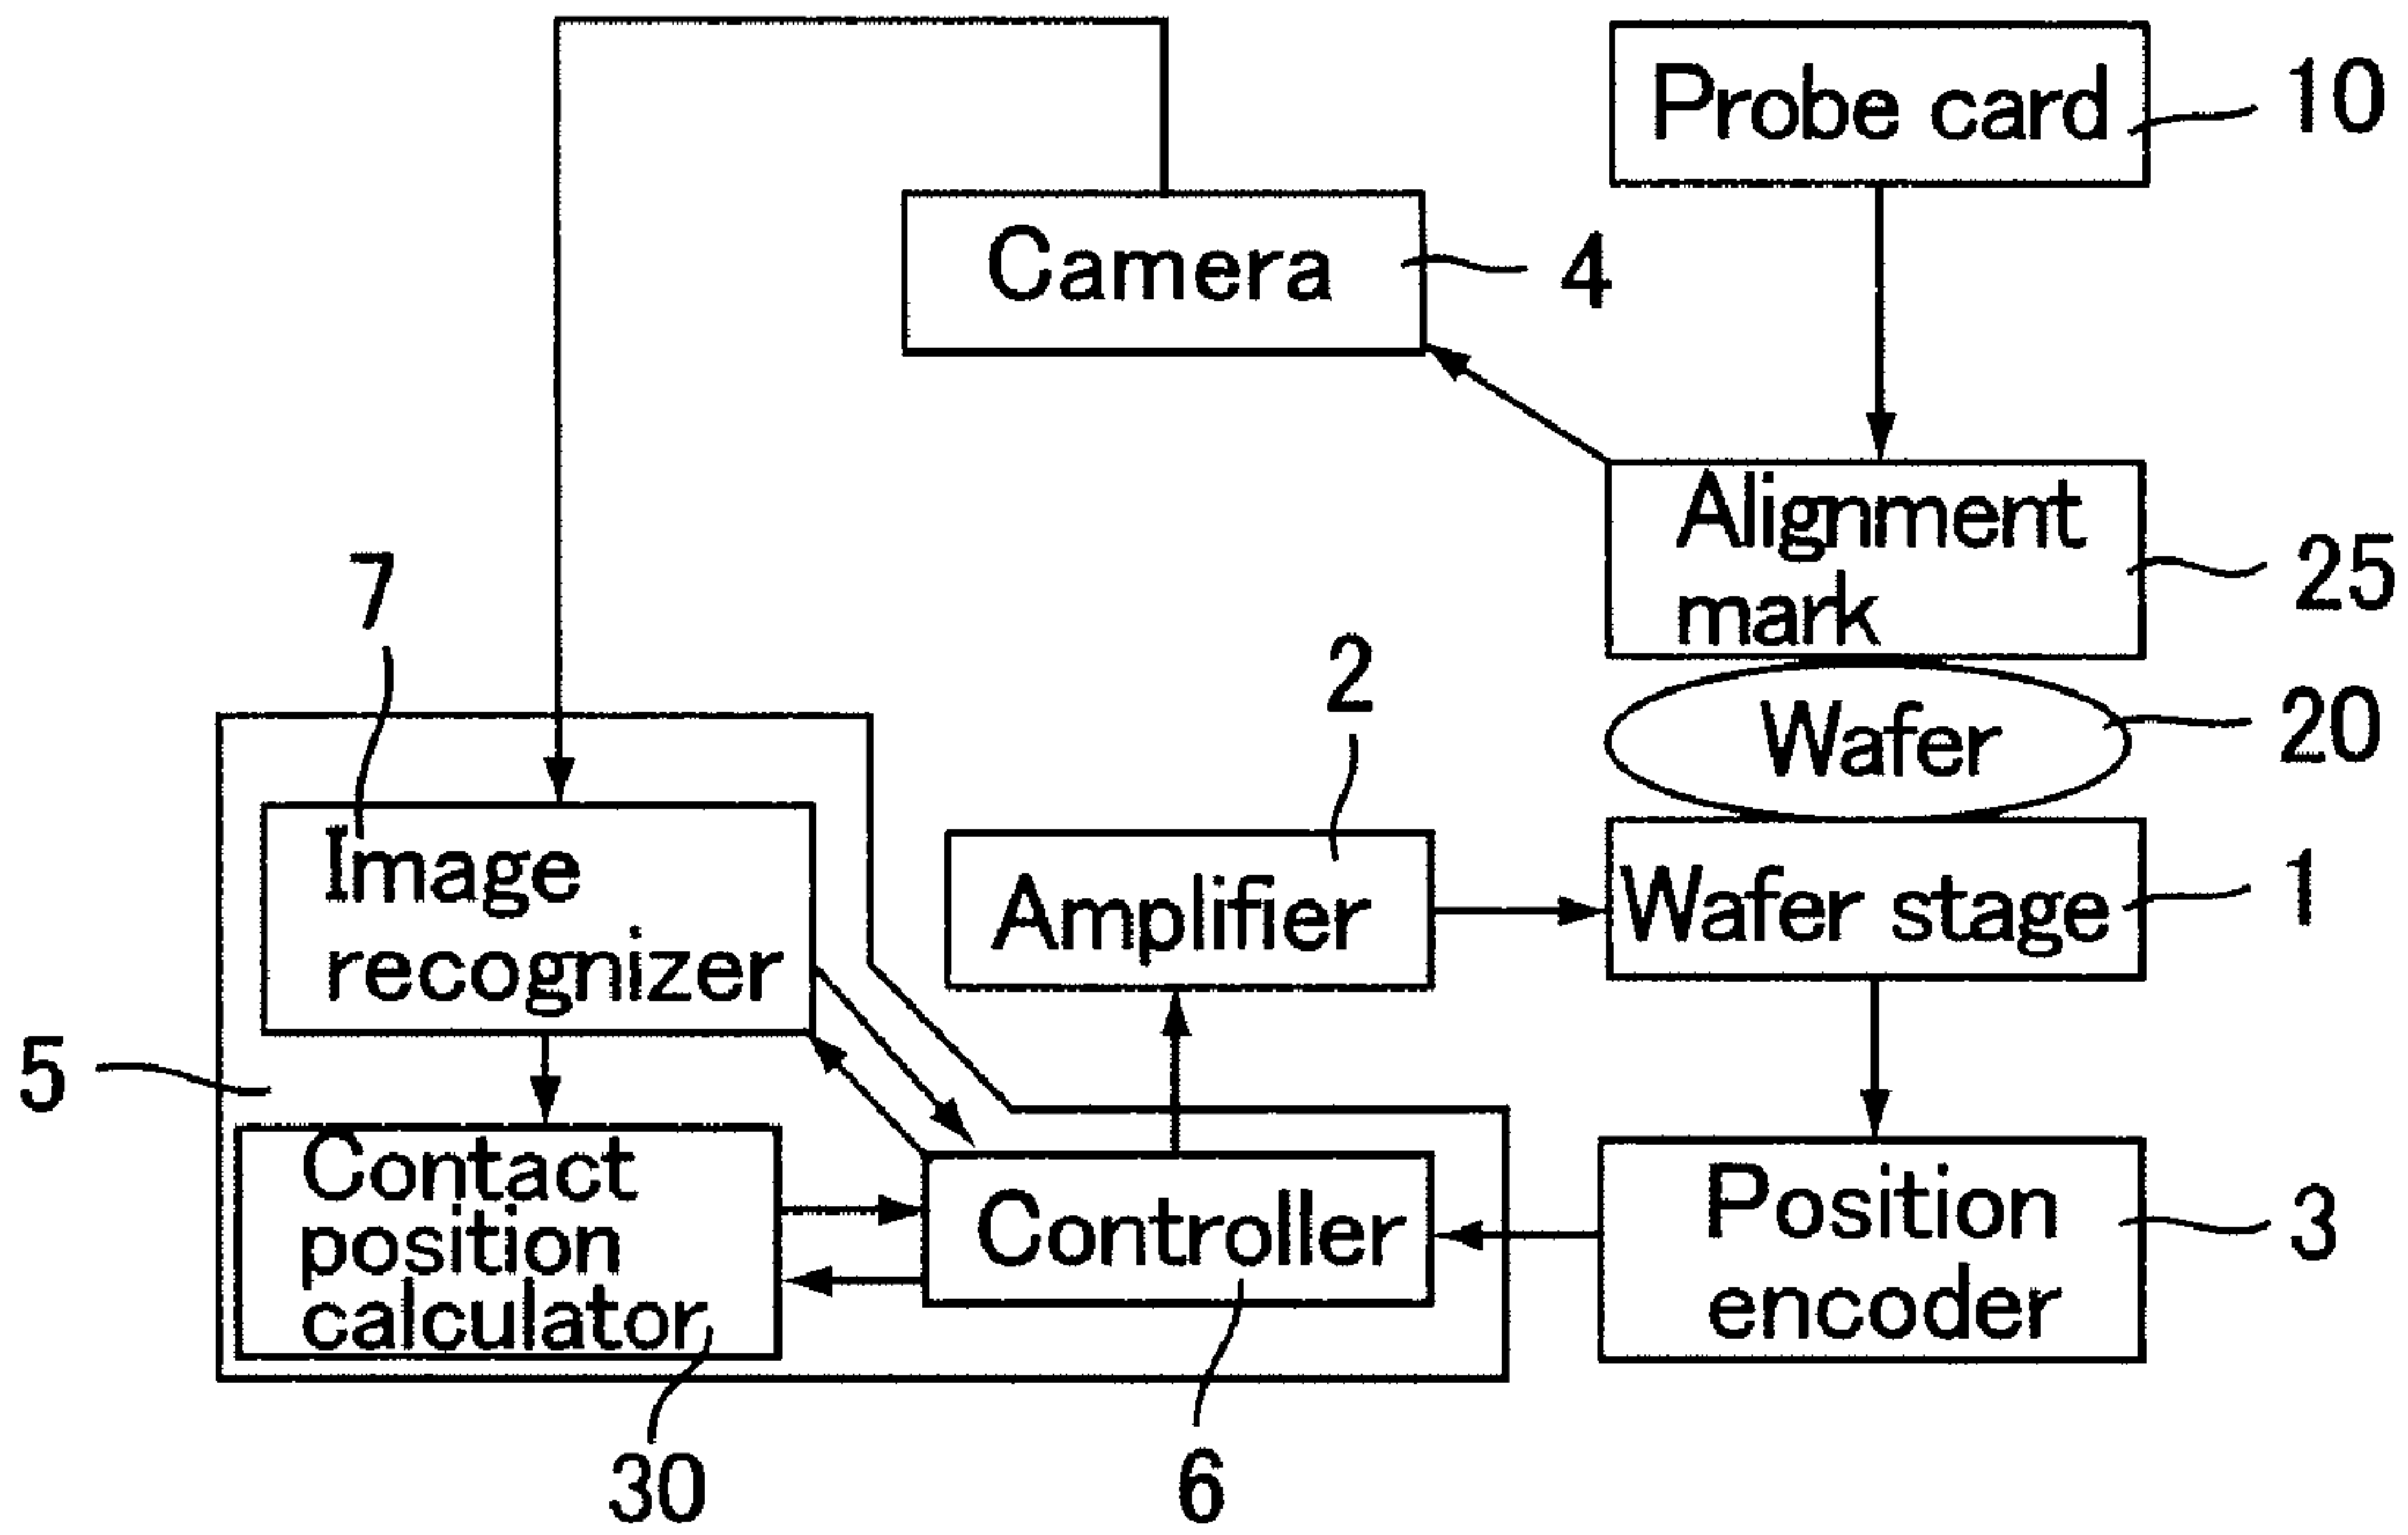 Probe card
10
Camera
4
Alignment
mark
25
7
2
Wafer
20
Image
recognizer
Amplifier
Wafer stage
1
5
Contact
position
calculator
Controller
Position
encoder
3
30
6